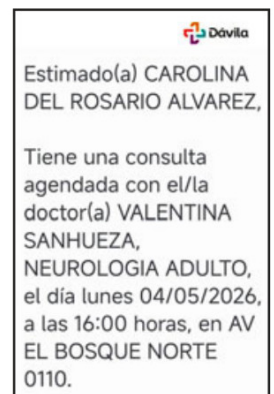 Dávila
Estimado(a) CAROLINA
DEL ROSARIO ALVAREZ,
Tiene una consulta
agendada con el/la
doctor(a) VALENTINA
SANHUEZA,
NEUROLOGIA ADULTO,
el día lunes 04/05/2026,
a las 16:00 horas, en AV
EL BOSQUE NORTE
0110.